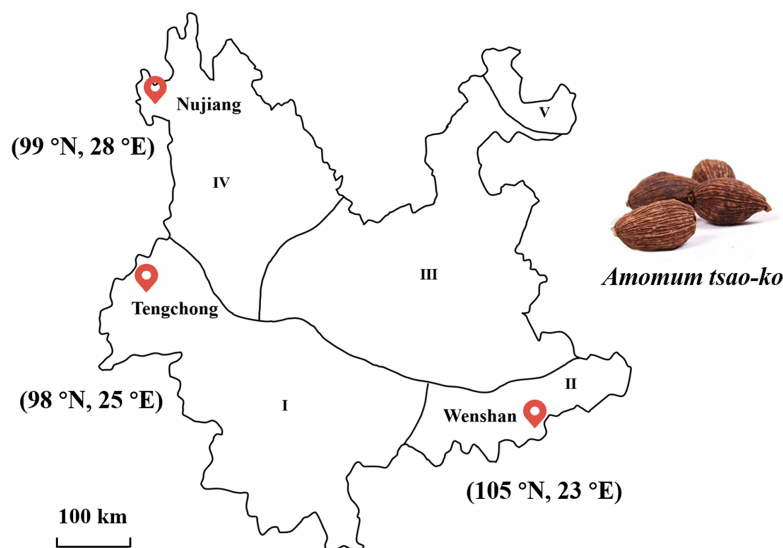 Nujiang
V
(99 °N, 28 °E)
IV
III
Amomum tsao-ko
Tengchong
(98 °N, 25 °E)
I
II
Wenshan
(105 °N, 23 °E)
100 km